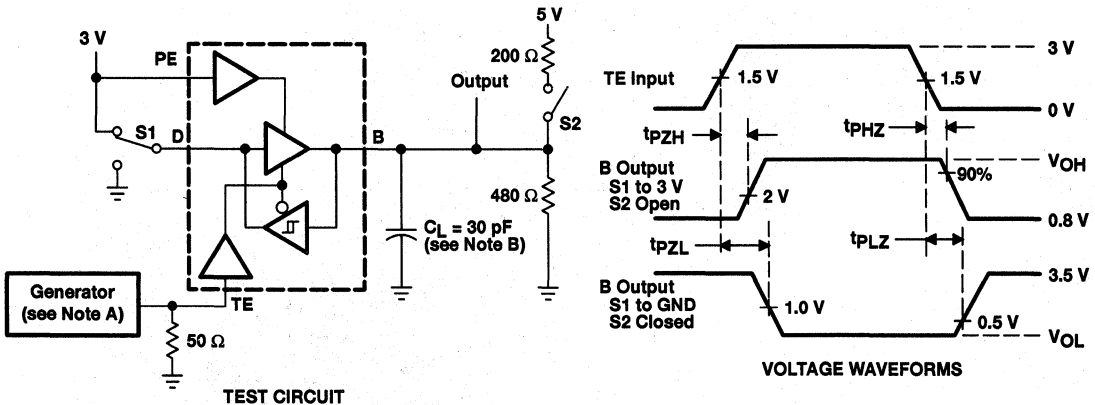 3 V
PE
S1
D
B
Output
5 V
200 Ω
S2
480 Ω
CL = 30 pF
(see Note B)
TE
Generator
(see Note A)
50 Ω
TEST CIRCUIT
TE Input
1.5 V
1.5 V
3 V
0 V
tPZH
tPHZ
B Output
S1 to 3 V
S2 Open
2 V
90%
VOH
0.8 V
tPZL
tPLZ
B Output
S1 to GND
S2 Closed
1.0 V
0.5 V
3.5 V
VOL
VOLTAGE WAVEFORMS